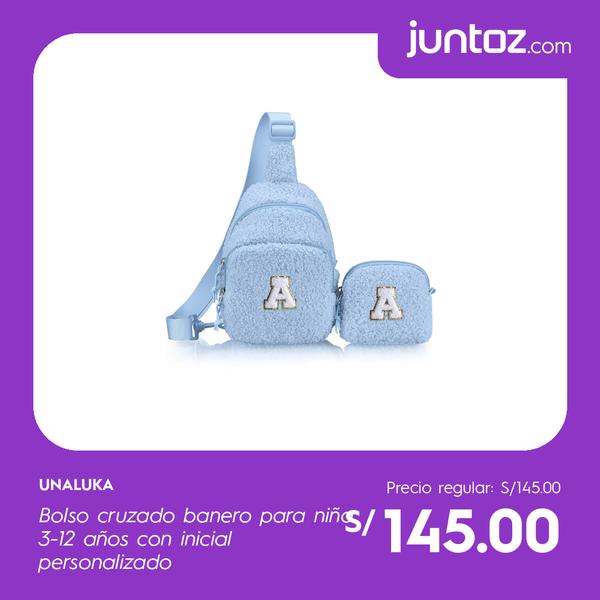 juntoz.com
A
A
UNALUKA
Precio regular: S/145.00
Bolso cruzado banero para niña
3-12 años con inicial
personalizado
S/145.00